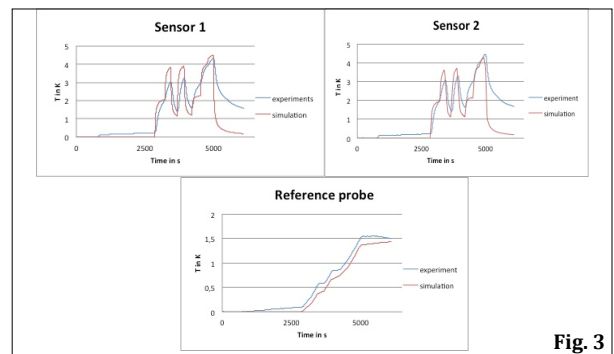 Sensor 1
5
4
3
2
1
0
T in K
0 2500 5000
Time in s
experiments
simulation
Sensor 2
5
4
3
2
1
0
T in K
0 2500 5000
Time in s
experiment
simulation
Reference probe
2
1,5
1
0,5
0
T in K
0 2500 5000
Time in s
experiment
simulation
Fig. 3